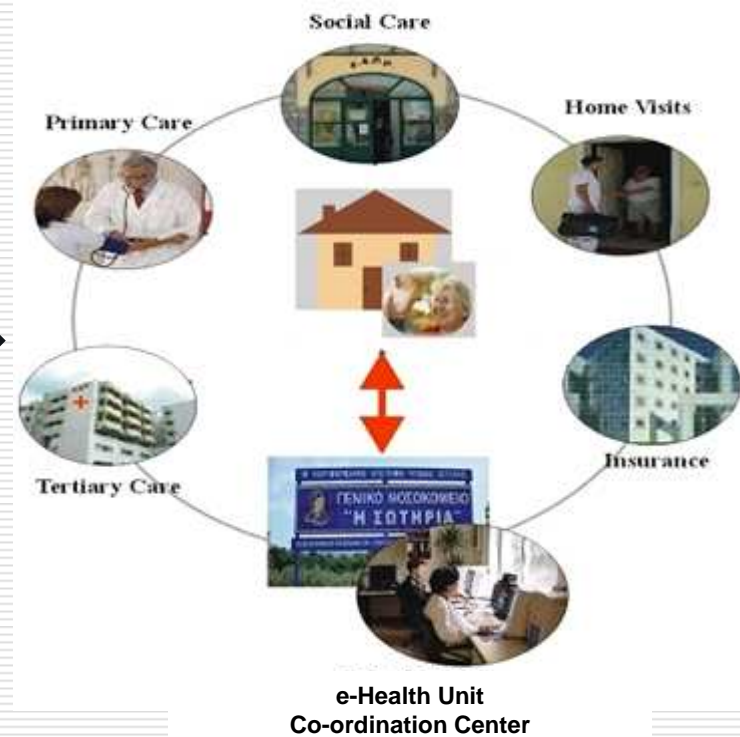 Social Care
Primary Care
Home Visits
Tertiary Care
Insurance
ΓΕΝΙΚΟ ΝΟΣΟΚΟΜΕΙΟ
"Η ΣΩΤΗΡΙΑ"
e-Health Unit
Co-ordination Center